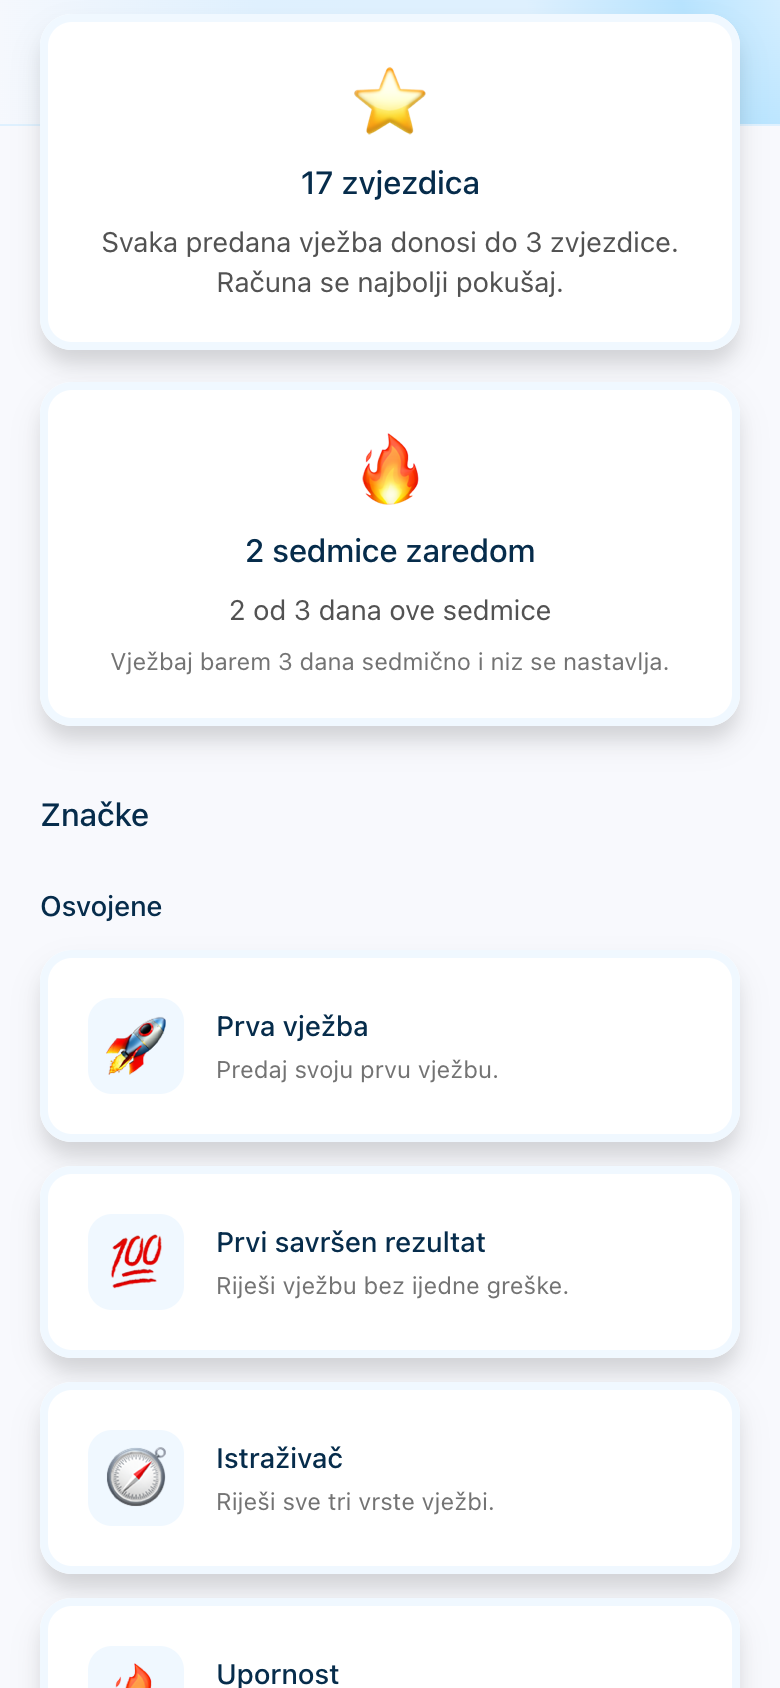 17 zvjezdica
Svaka predana vježba donosi do 3 zvjezdice.
Računa se najbolji pokušaj.
2 sedmice zaredom
2 od 3 dana ove sedmice
Vježbaj barem 3 dana sedmično i niz se nastavlja.
Značke
Osvojene
Prva vježba
Predaj svoju prvu vježbu.
100
Prvi savršen rezultat
Riješi vježbu bez ijedne greške.
Istraživač
Riješi sve tri vrste vježbi.
Upornost